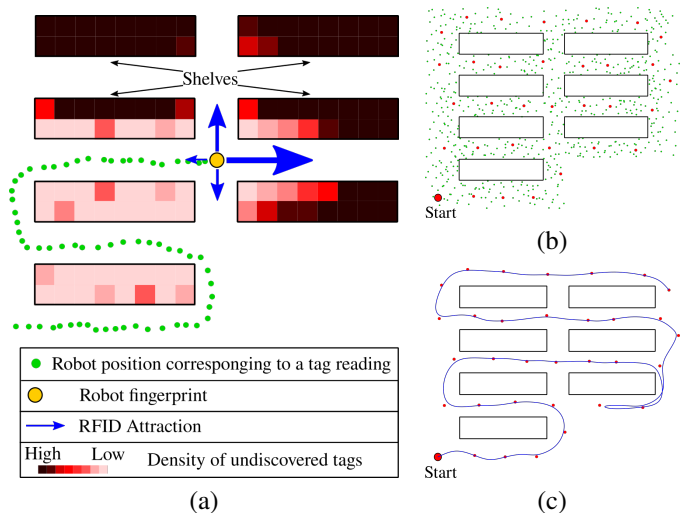 Shelves
Robot position corresponging to a tag reading
Robot fingerprint
RFID Attraction
High Low
Density of undiscovered tags
(a)
Start
(b)
Start
(c)